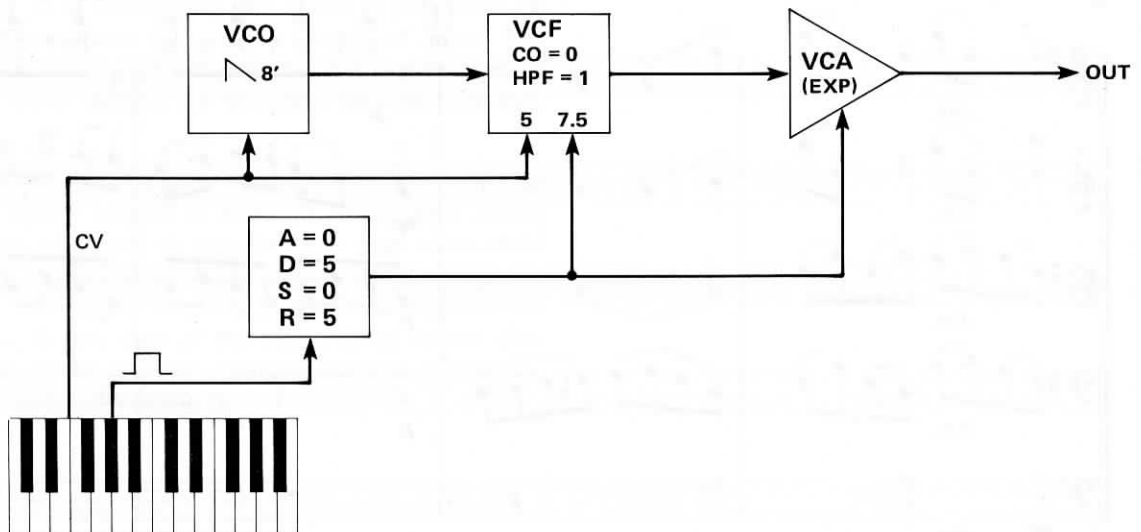 VCO
8'
VCF
CO = 0
HPF = 1
5 7.5
VCA
(EXP)
OUT
CV
A = 0
D = 5
S = 0
R = 5